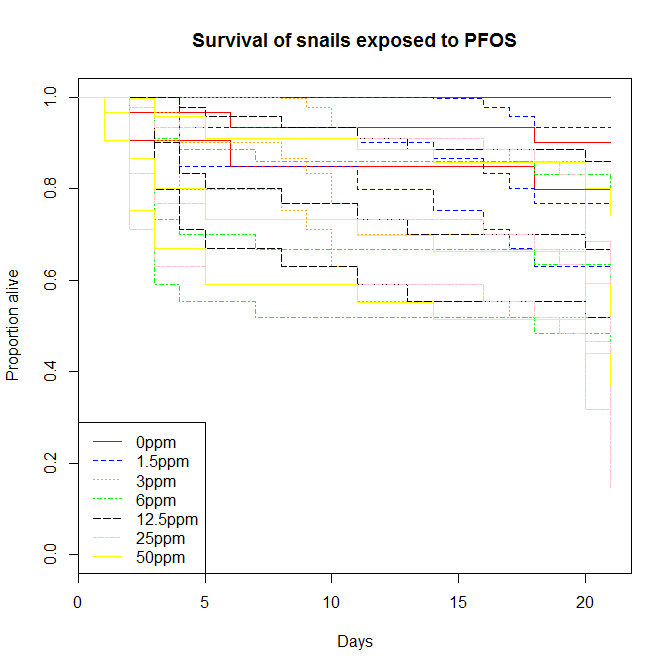 Survival of snails exposed to PFOS
Proportion alive
1.0
0.8
0.6
0.4
0.2
0.0
0ppm
1.5ppm
3ppm
6ppm
12.5ppm
25ppm
50ppm
0 5 10 15 20
Days